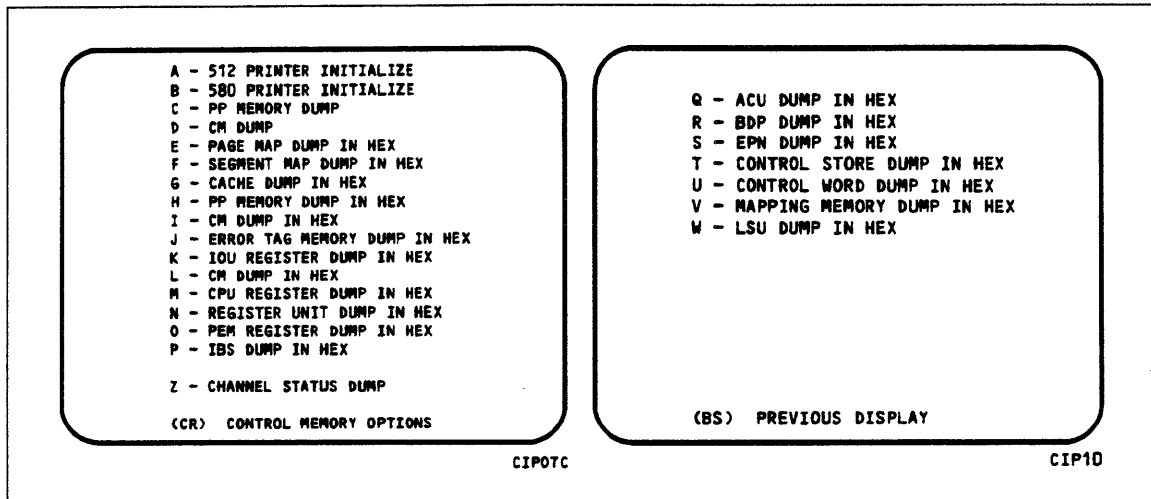 A - 512 PRINTER INITIALIZE
B - 580 PRINTER INITIALIZE
C - PP MEMORY DUMP
D - CM DUMP
E - PAGE MAP DUMP IN HEX
F - SEGMENT MAP DUMP IN HEX
G - CACHE DUMP IN HEX
H - PP MEMORY DUMP IN HEX
I - CM DUMP IN HEX
J - ERROR TAG MEMORY DUMP IN HEX
K - IOU REGISTER DUMP IN HEX
L - CM DUMP IN HEX
M - CPU REGISTER DUMP IN HEX
N - REGISTER UNIT DUMP IN HEX
O - PEM REGISTER DUMP IN HEX
P - IBS DUMP IN HEX
Z - CHANNEL STATUS DUMP
(CR) CONTROL MEMORY OPTIONS
CIP07C
Q - ACU DUMP IN HEX
R - BDP DUMP IN HEX
S - EPN DUMP IN HEX
T - CONTROL STORE DUMP IN HEX
U - CONTROL WORD DUMP IN HEX
V - MAPPING MEMORY DUMP IN HEX
W - LSU DUMP IN HEX
(BS) PREVIOUS DISPLAY
CIP10